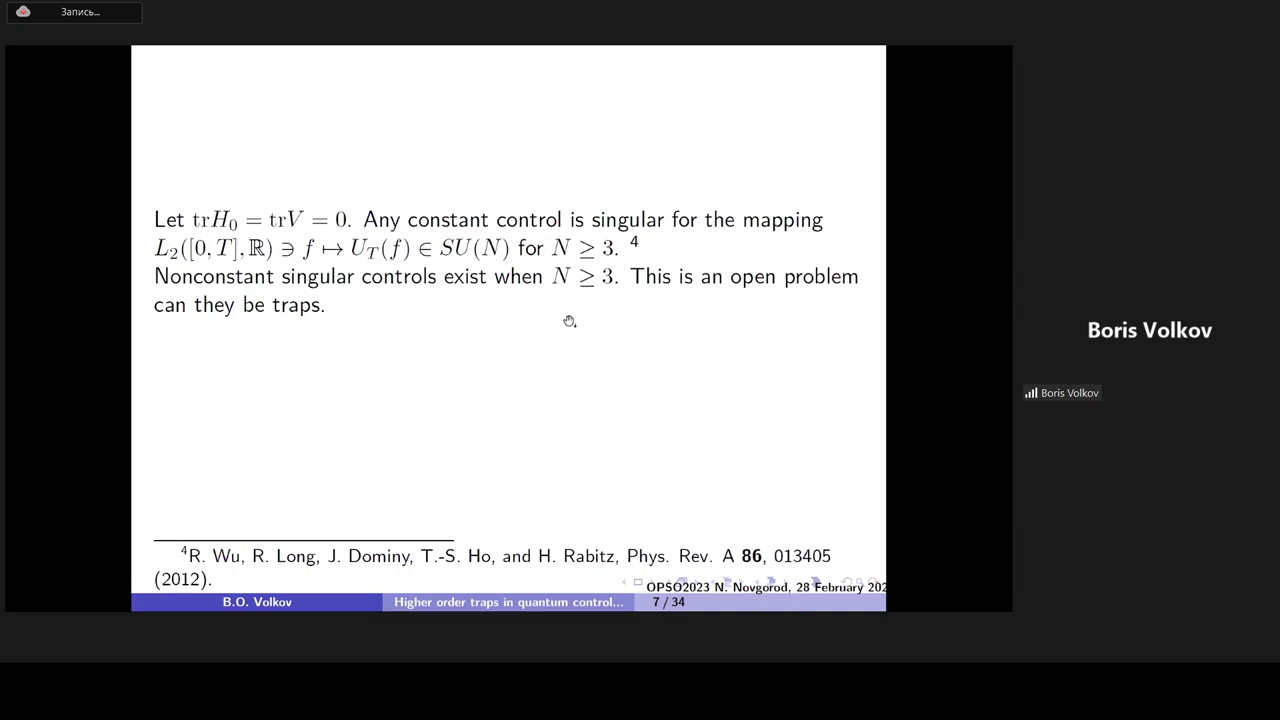 Запись...
Let trH₀ = trV = 0. Any constant control is singular for the mapping
L₂([0, T], ℝ) ∋ f ↦ U_T(f) ∈ SU(N) for N ≥ 3. ⁴
Nonconstant singular controls exist when N ≥ 3. This is an open problem
can they be traps.
⁴R. Wu, R. Long, J. Dominy, T.-S. Ho, and H. Rabitz, Phys. Rev. A 86, 013405
(2012).
OPSO2023 N. Novgorod, 28 February 202
B.O. Volkov
Higher order traps in quantum control...
7 / 34
Boris Volkov
Boris Volkov